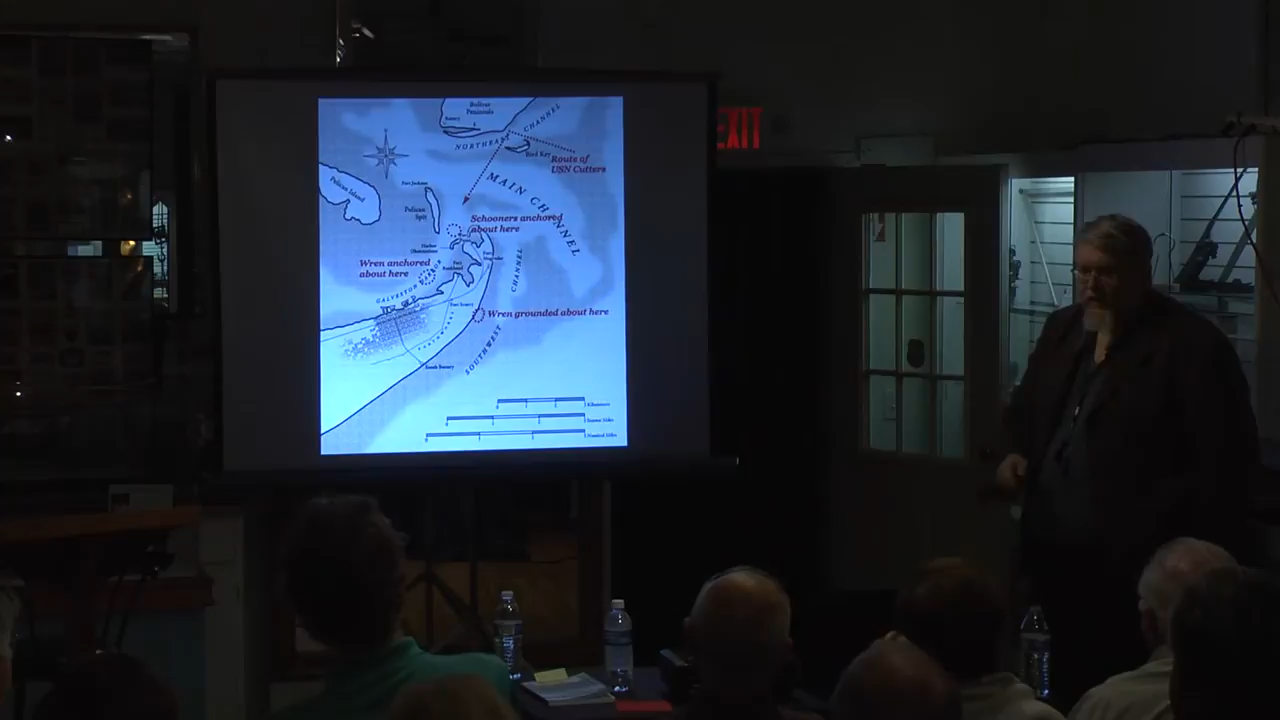 Bolivar
Peninsula
NORTHEAST CHANNEL
EXIT
Bird Key
Route of
USN Cutters
Pelican Island
MAIN CHANNEL
Fort Jackson
Pelican
Spit
Schooners anchored
about here
Wren anchored
about here
CHANNEL
GALVESTON
Wren grounded about here
SOUTHWEST
South Battery
Kilometers
Statute Miles
Nautical Miles